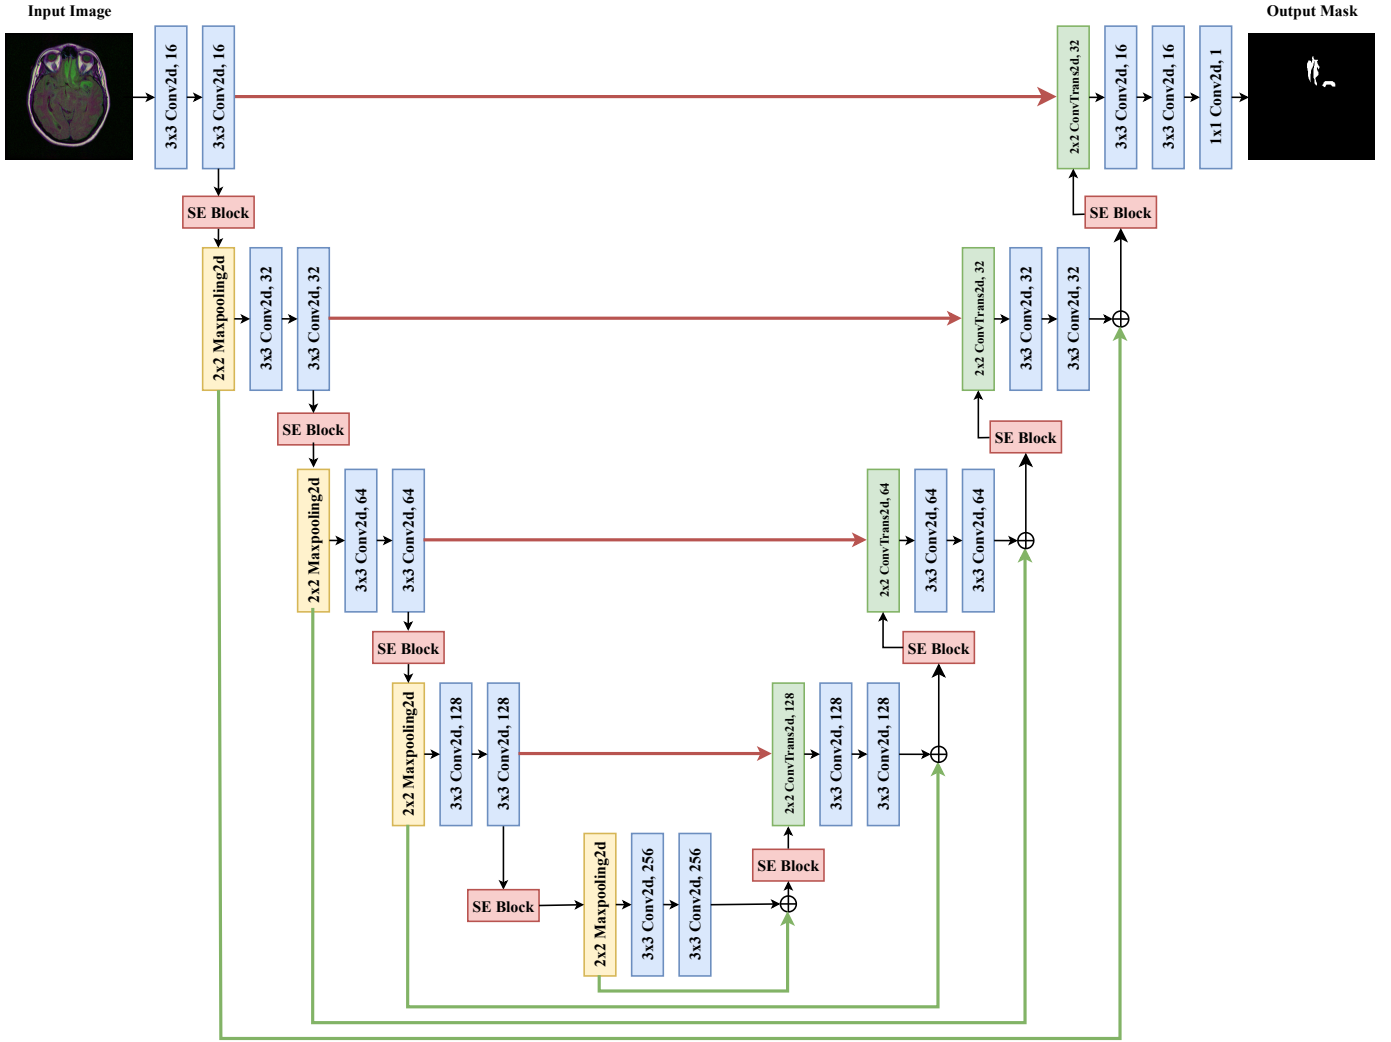 Input Image
Output Mask
3x3 Conv2d, 16
3x3 Conv2d, 16
2x2 ConvTrans2d, 32
3x3 Conv2d, 16
3x3 Conv2d, 16
1x1 Conv2d, 1
SE Block
SE Block
2x2 Maxpooling2d
3x3 Conv2d, 32
3x3 Conv2d, 32
2x2 ConvTrans2d, 32
3x3 Conv2d, 32
3x3 Conv2d, 32
SE Block
SE Block
2x2 Maxpooling2d
3x3 Conv2d, 64
3x3 Conv2d, 64
2x2 ConvTrans2d, 64
3x3 Conv2d, 64
3x3 Conv2d, 64
SE Block
SE Block
2x2 Maxpooling2d
3x3 Conv2d, 128
3x3 Conv2d, 128
2x2 ConvTrans2d, 128
3x3 Conv2d, 128
3x3 Conv2d, 128
SE Block
SE Block
2x2 Maxpooling2d
3x3 Conv2d, 256
3x3 Conv2d, 256